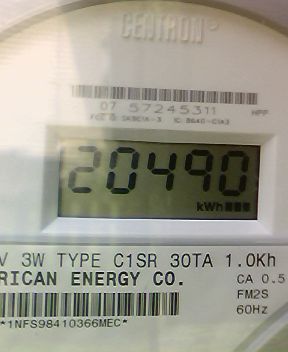 CENTRON®
07 57245311 HPP
20490
kWh
V 3W TYPE C1SR 30TA 1.0Kh
RICAN ENERGY CO. CA 0.5
FM2S
*1NFS98410366MEC* 60Hz